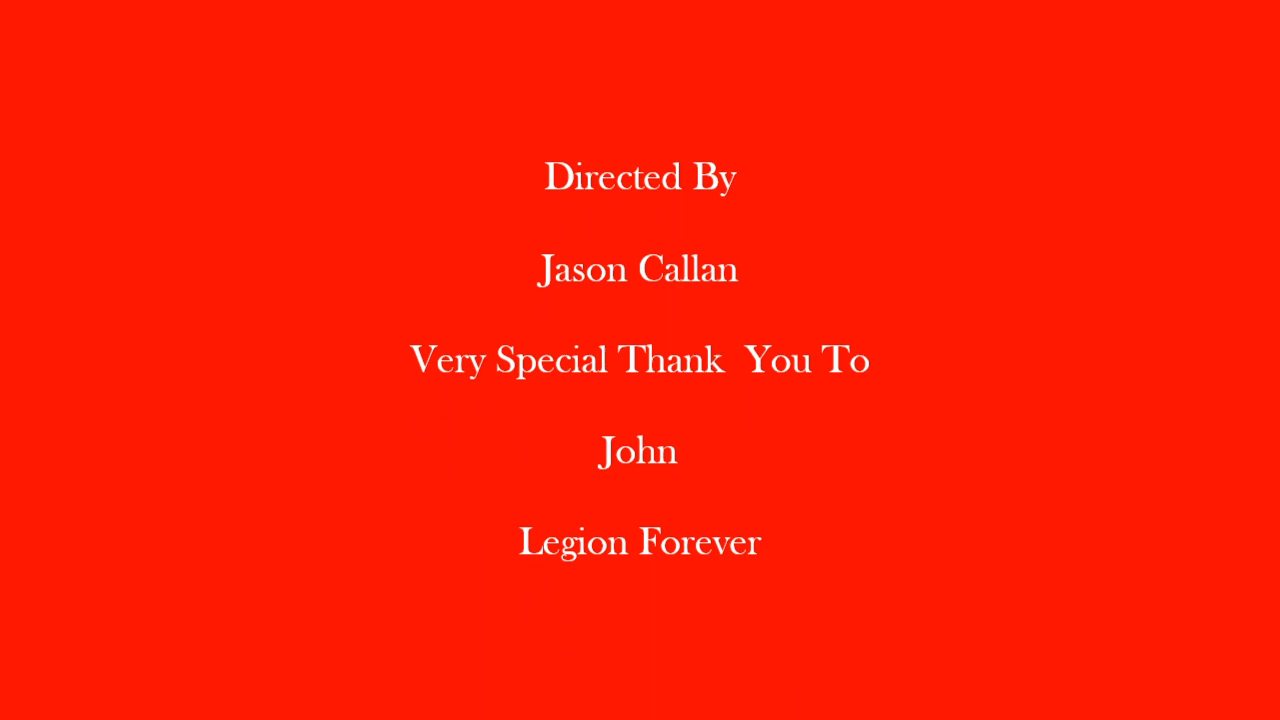 Directed By
Jason Callan
Very Special Thank  You To
John
Legion Forever